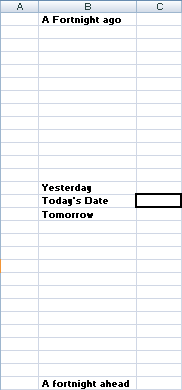 A B C
A Fortnight ago
Yesterday
Today's Date
Tomorrow
A fortnight ahead